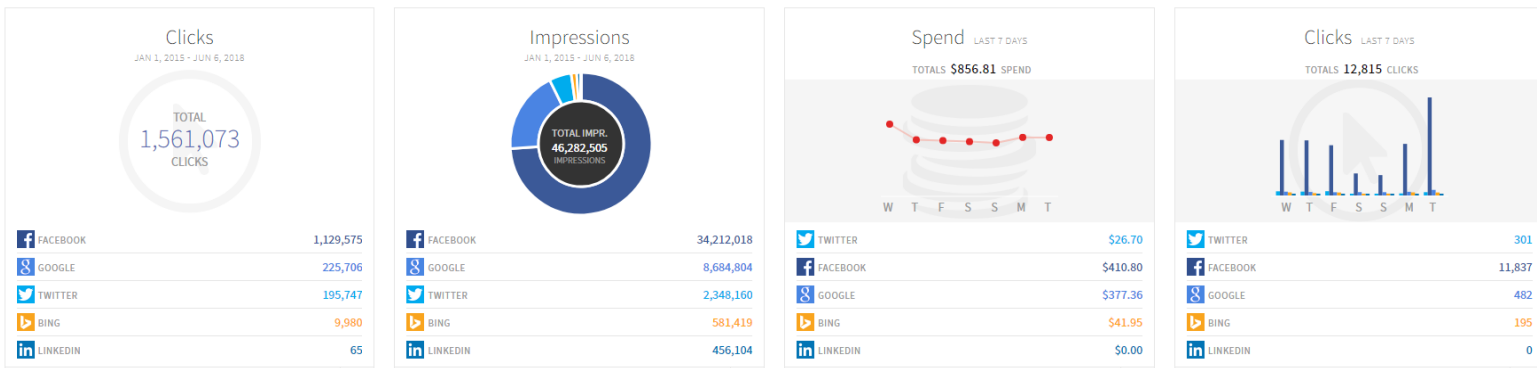 Clicks
JAN 1, 2015 - JUN 6, 2018
TOTAL
1,561,073
CLICKS
FACEBOOK 1,129,575
GOOGLE 225,706
TWITTER 195,747
BING 9,980
LINKEDIN 65
Impressions
JAN 1, 2015 - JUN 6, 2018
TOTAL IMPR.
46,282,505
IMPRESSIONS
FACEBOOK 34,212,018
GOOGLE 8,684,804
TWITTER 2,348,160
BING 581,419
LINKEDIN 456,104
Spend LAST 7 DAYS
TOTALS $856.81 SPEND
W T F S S M T
TWITTER $26.70
FACEBOOK $410.80
GOOGLE $377.36
BING $41.95
LINKEDIN $0.00
Clicks LAST 7 DAYS
TOTALS 12,815 CLICKS
W T F S S M T
TWITTER 301
FACEBOOK 11,837
GOOGLE 482
BING 195
LINKEDIN 0